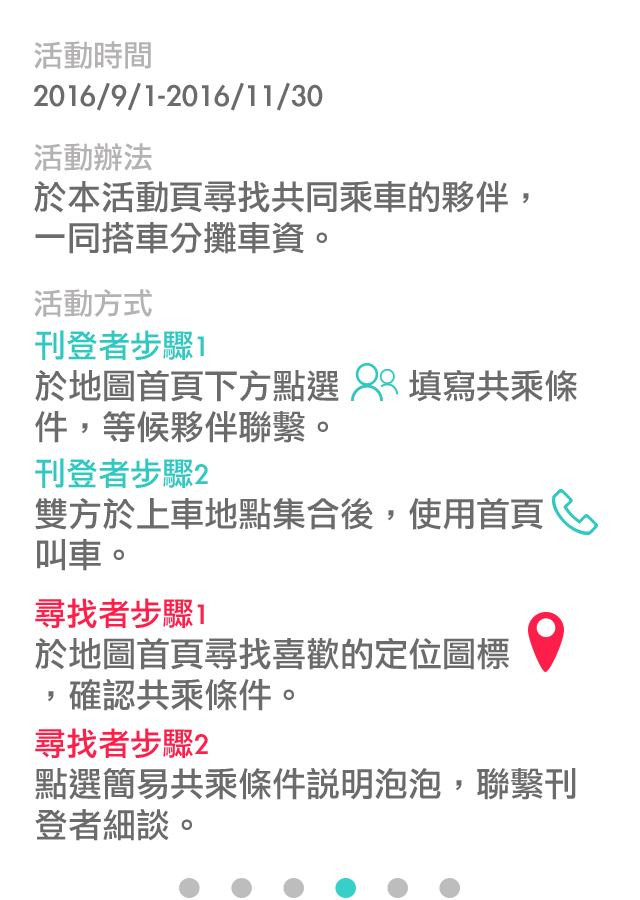 活動時間
2016/9/1-2016/11/30
活動辦法
於本活動頁尋找共同乘車的夥伴，
一同搭車分攤車資。
活動方式
刊登者步驟1
於地圖首頁下方點選 填寫共乘條
件，等候夥伴聯繫。
刊登者步驟2
雙方於上車地點集合後，使用首頁
叫車。
尋找者步驟1
於地圖首頁尋找喜歡的定位圖標
，確認共乘條件。
尋找者步驟2
點選簡易共乘條件説明泡泡，聯繫刊
登者細談。